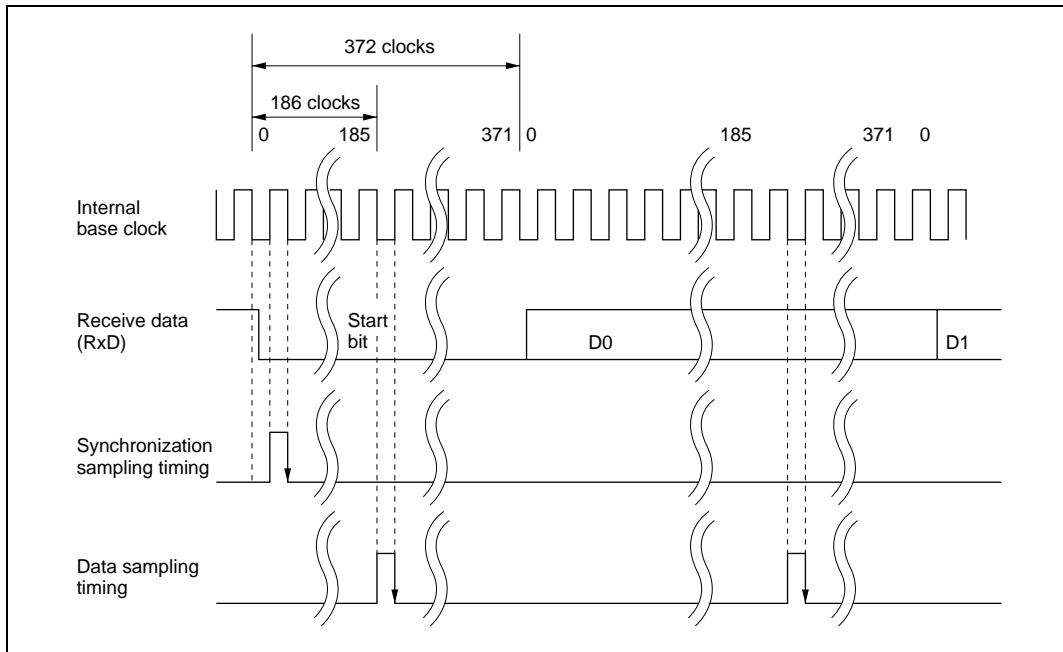 372 clocks
186 clocks
0 185 371 0 185 371 0
Internal
base clock
Receive data
(RxD)
Start
bit
D0
D1
Synchronization
sampling timing
Data sampling
timing